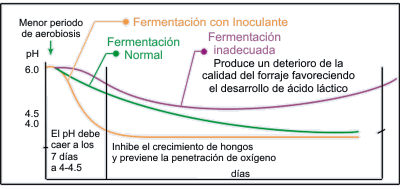 Menor periodo
de aerobiosis
Fermentación con Inoculante
Fermentación
Normal
Fermentación
inadecuada
Produce un deterioro de la
calidad del forraje favoreciendo
el desarrollo de ácido láctico
pH
6.0
4.5
4.0
El pH debe
caer a los
7 días
a 4-4.5
Inhibe el crecimiento de hongos
y previene la penetración de oxígeno
días